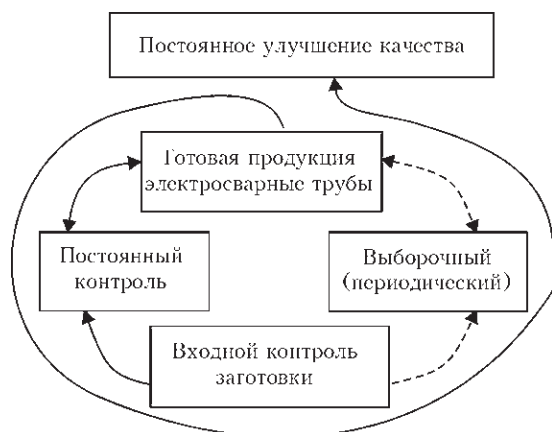 Постоянное улучшение качества
Готовая продукция
электросварные трубы
Постоянный
контроль
Выборочный
(периодический)
Входной контроль
заготовки